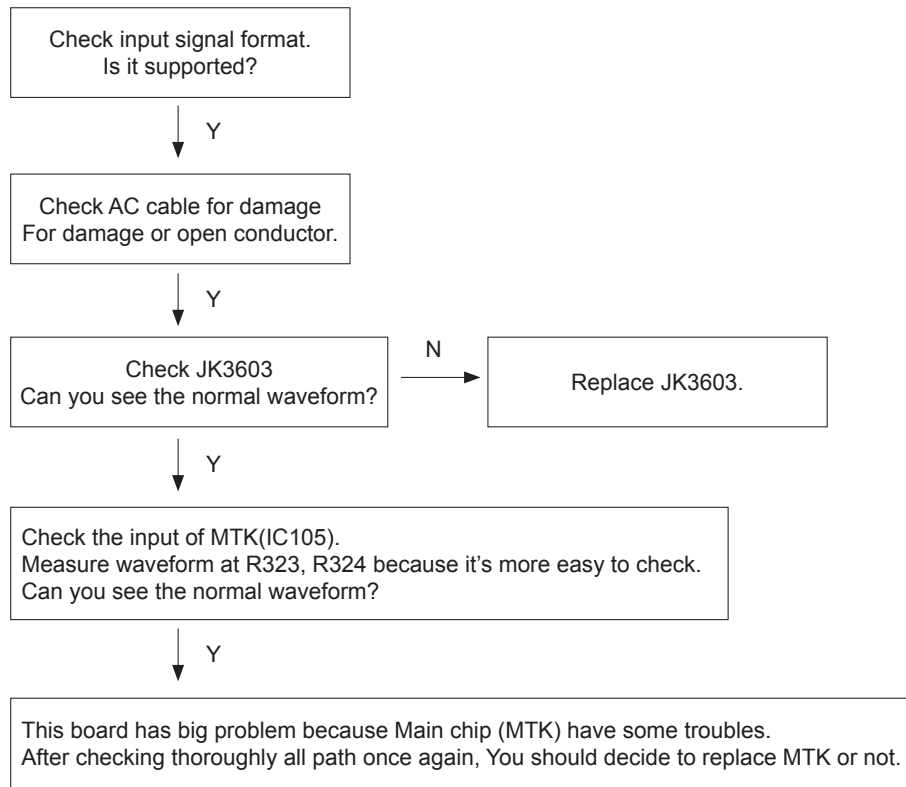 Check input signal format.
Is it supported?
Y
Check AC cable for damage
For damage or open conductor.
Y
Check JK3603
Can you see the normal waveform?
N
Replace JK3603.
Y
Check the input of MTK(IC105).
Measure waveform at R323, R324 because it’s more easy to check.
Can you see the normal waveform?
Y
This board has big problem because Main chip (MTK) have some troubles.
After checking thoroughly all path once again, You should decide to replace MTK or not.